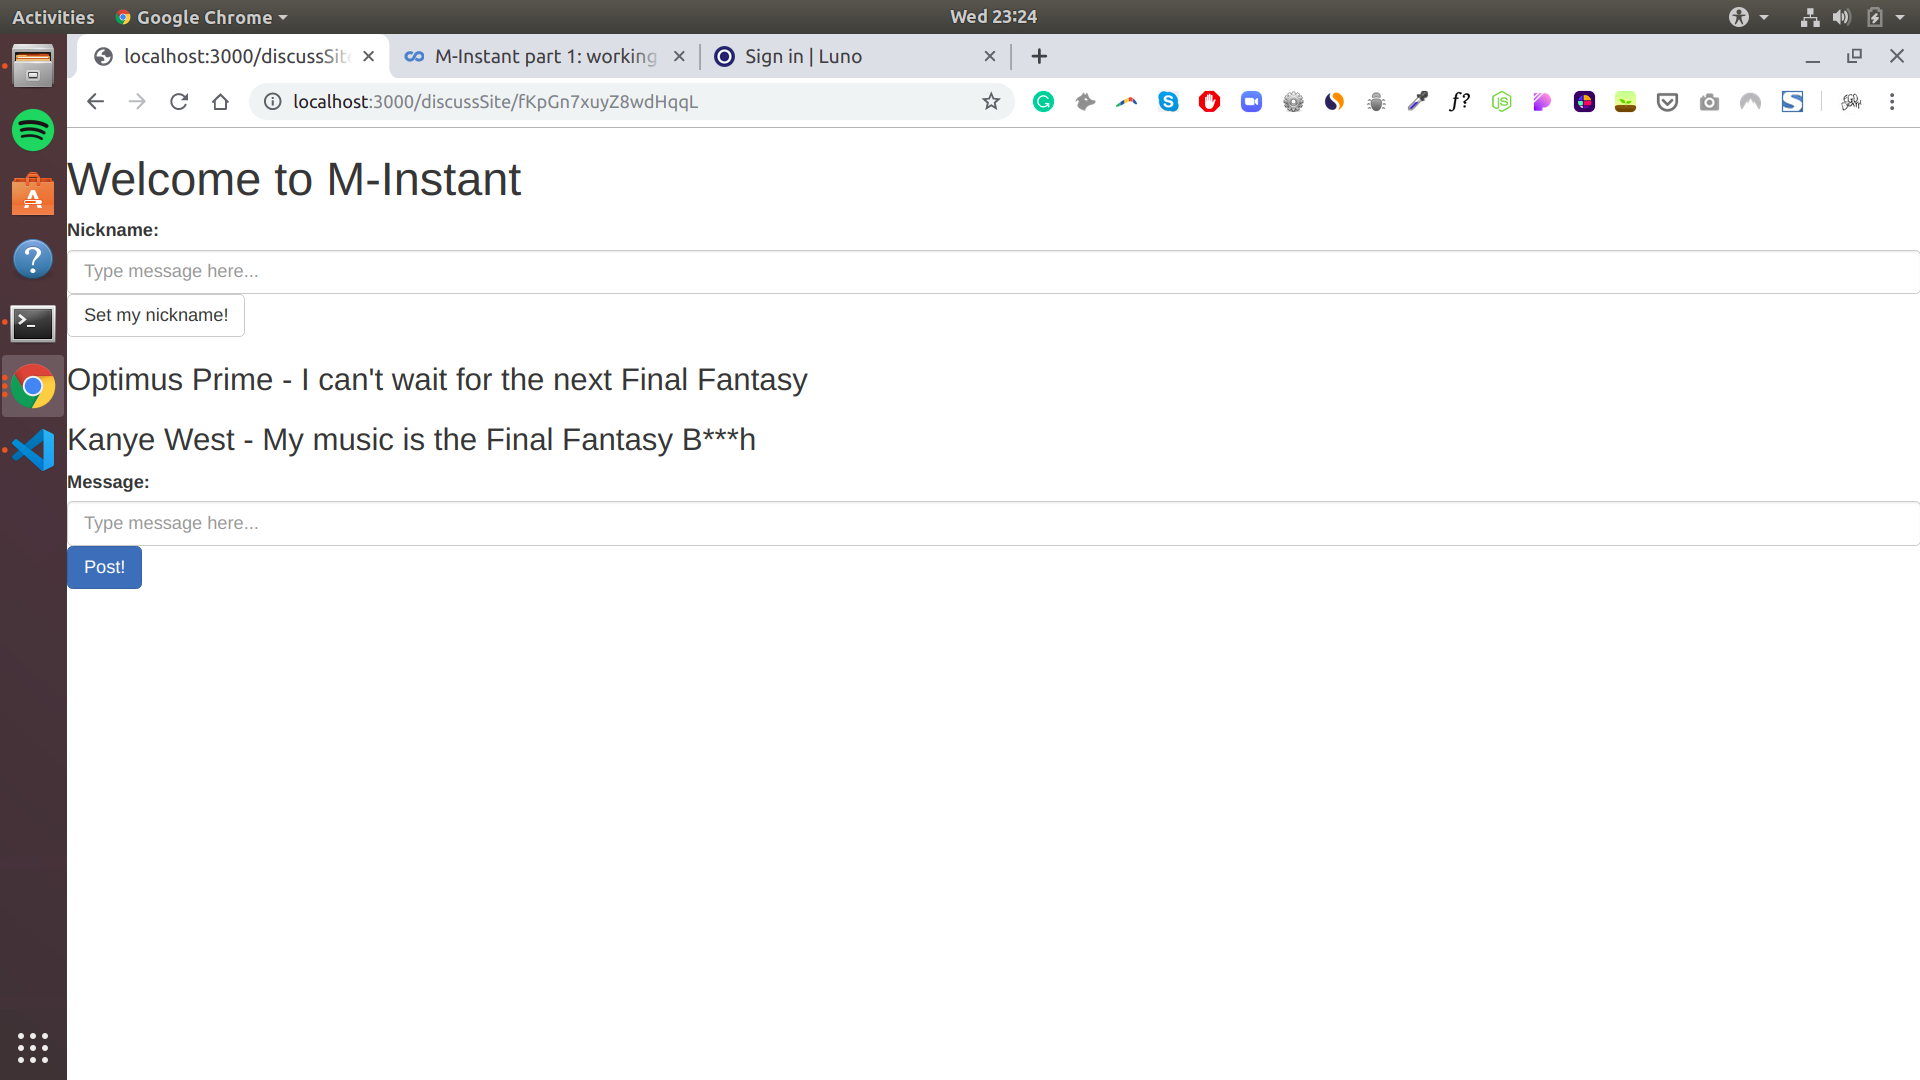 Activities
Google Chrome
Wed 23:24
localhost:3000/discussSite
M-Instant part 1: working
Sign in | Luno
localhost:3000/discussSite/fKpGn7xuyZ8wdHqqL
Welcome to M-Instant
Nickname:
Type message here...
Set my nickname!
Optimus Prime - I can't wait for the next Final Fantasy
Kanye West - My music is the Final Fantasy B***h
Message:
Type message here...
Post!